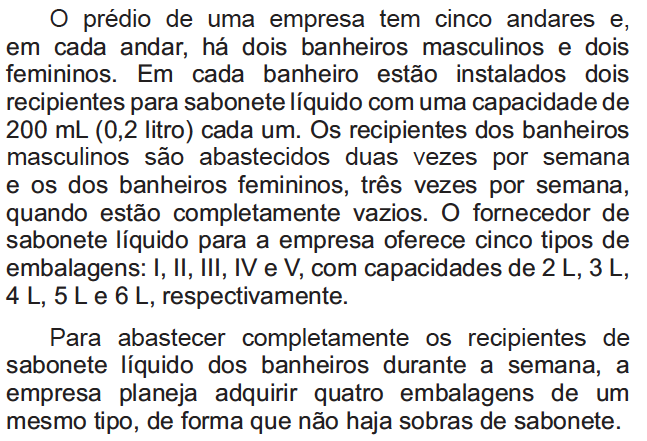 O prédio de uma empresa tem cinco andares e,
em cada andar, há dois banheiros masculinos e dois
femininos. Em cada banheiro estão instalados dois
recipientes para sabonete líquido com uma capacidade de
200 mL (0,2 litro) cada um. Os recipientes dos banheiros
masculinos são abastecidos duas vezes por semana
e os dos banheiros femininos, três vezes por semana,
quando estão completamente vazios. O fornecedor de
sabonete líquido para a empresa oferece cinco tipos de
embalagens: I, II, III, IV e V, com capacidades de 2 L, 3 L,
4 L, 5 L e 6 L, respectivamente.
Para abastecer completamente os recipientes de
sabonete líquido dos banheiros durante a semana, a
empresa planeja adquirir quatro embalagens de um
mesmo tipo, de forma que não haja sobras de sabonete.